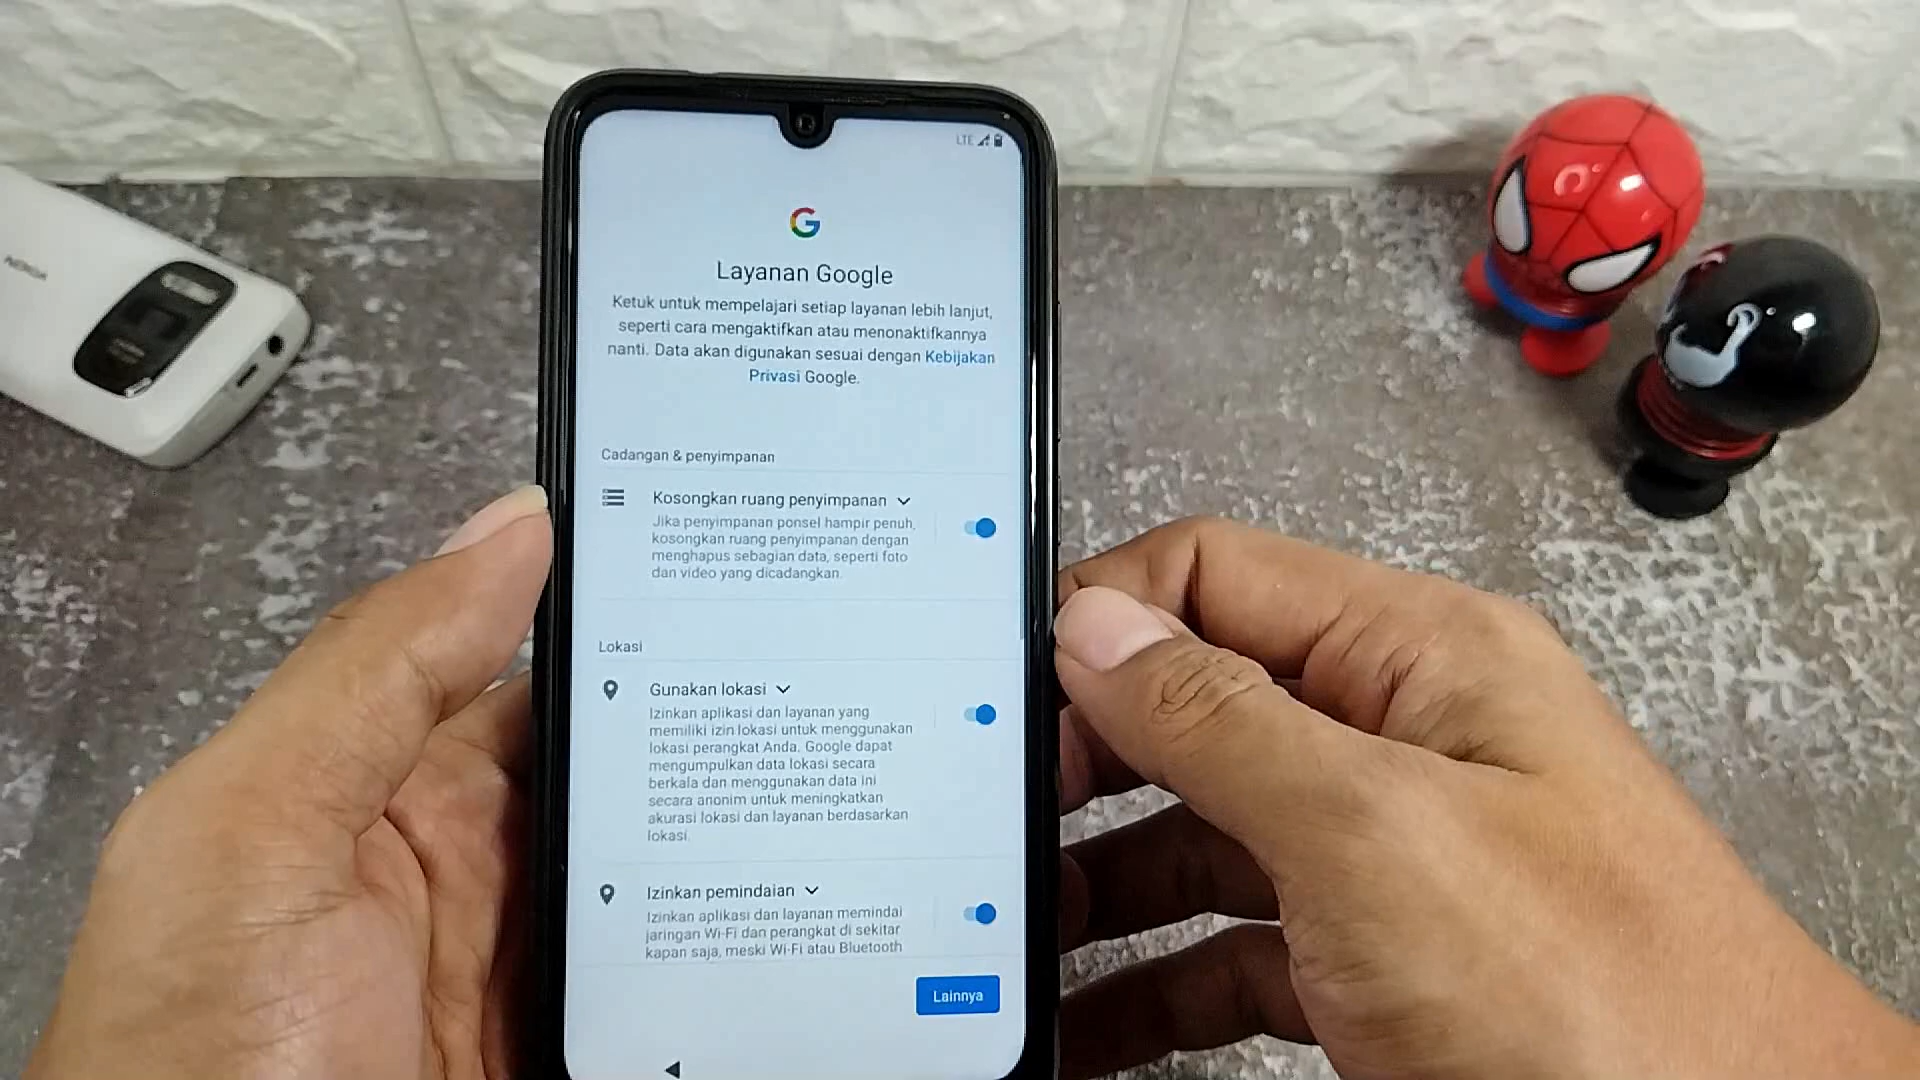 NOKIA
LTE
Layanan Google
Ketuk untuk mempelajari setiap layanan lebih lanjut,
seperti cara mengaktifkan atau menonaktifkannya
nanti. Data akan digunakan sesuai dengan Kebijakan
Privasi Google.
Cadangan & penyimpanan
Kosongkan ruang penyimpanan
Jika penyimpanan ponsel hampir penuh,
kosongkan ruang penyimpanan dengan
menghapus sebagian data, seperti foto
dan video yang dicadangkan.
Lokasi
Gunakan lokasi
Izinkan aplikasi dan layanan yang
memiliki izin lokasi untuk menggunakan
lokasi perangkat Anda. Google dapat
mengumpulkan data lokasi secara
berkala dan menggunakan data ini
secara anonim untuk meningkatkan
akurasi lokasi dan layanan berdasarkan
lokasi.
Izinkan pemindaian
Izinkan aplikasi dan layanan memindai
jaringan Wi-Fi dan perangkat di sekitar
kapan saja, meski Wi-Fi atau Bluetooth
Lainnya